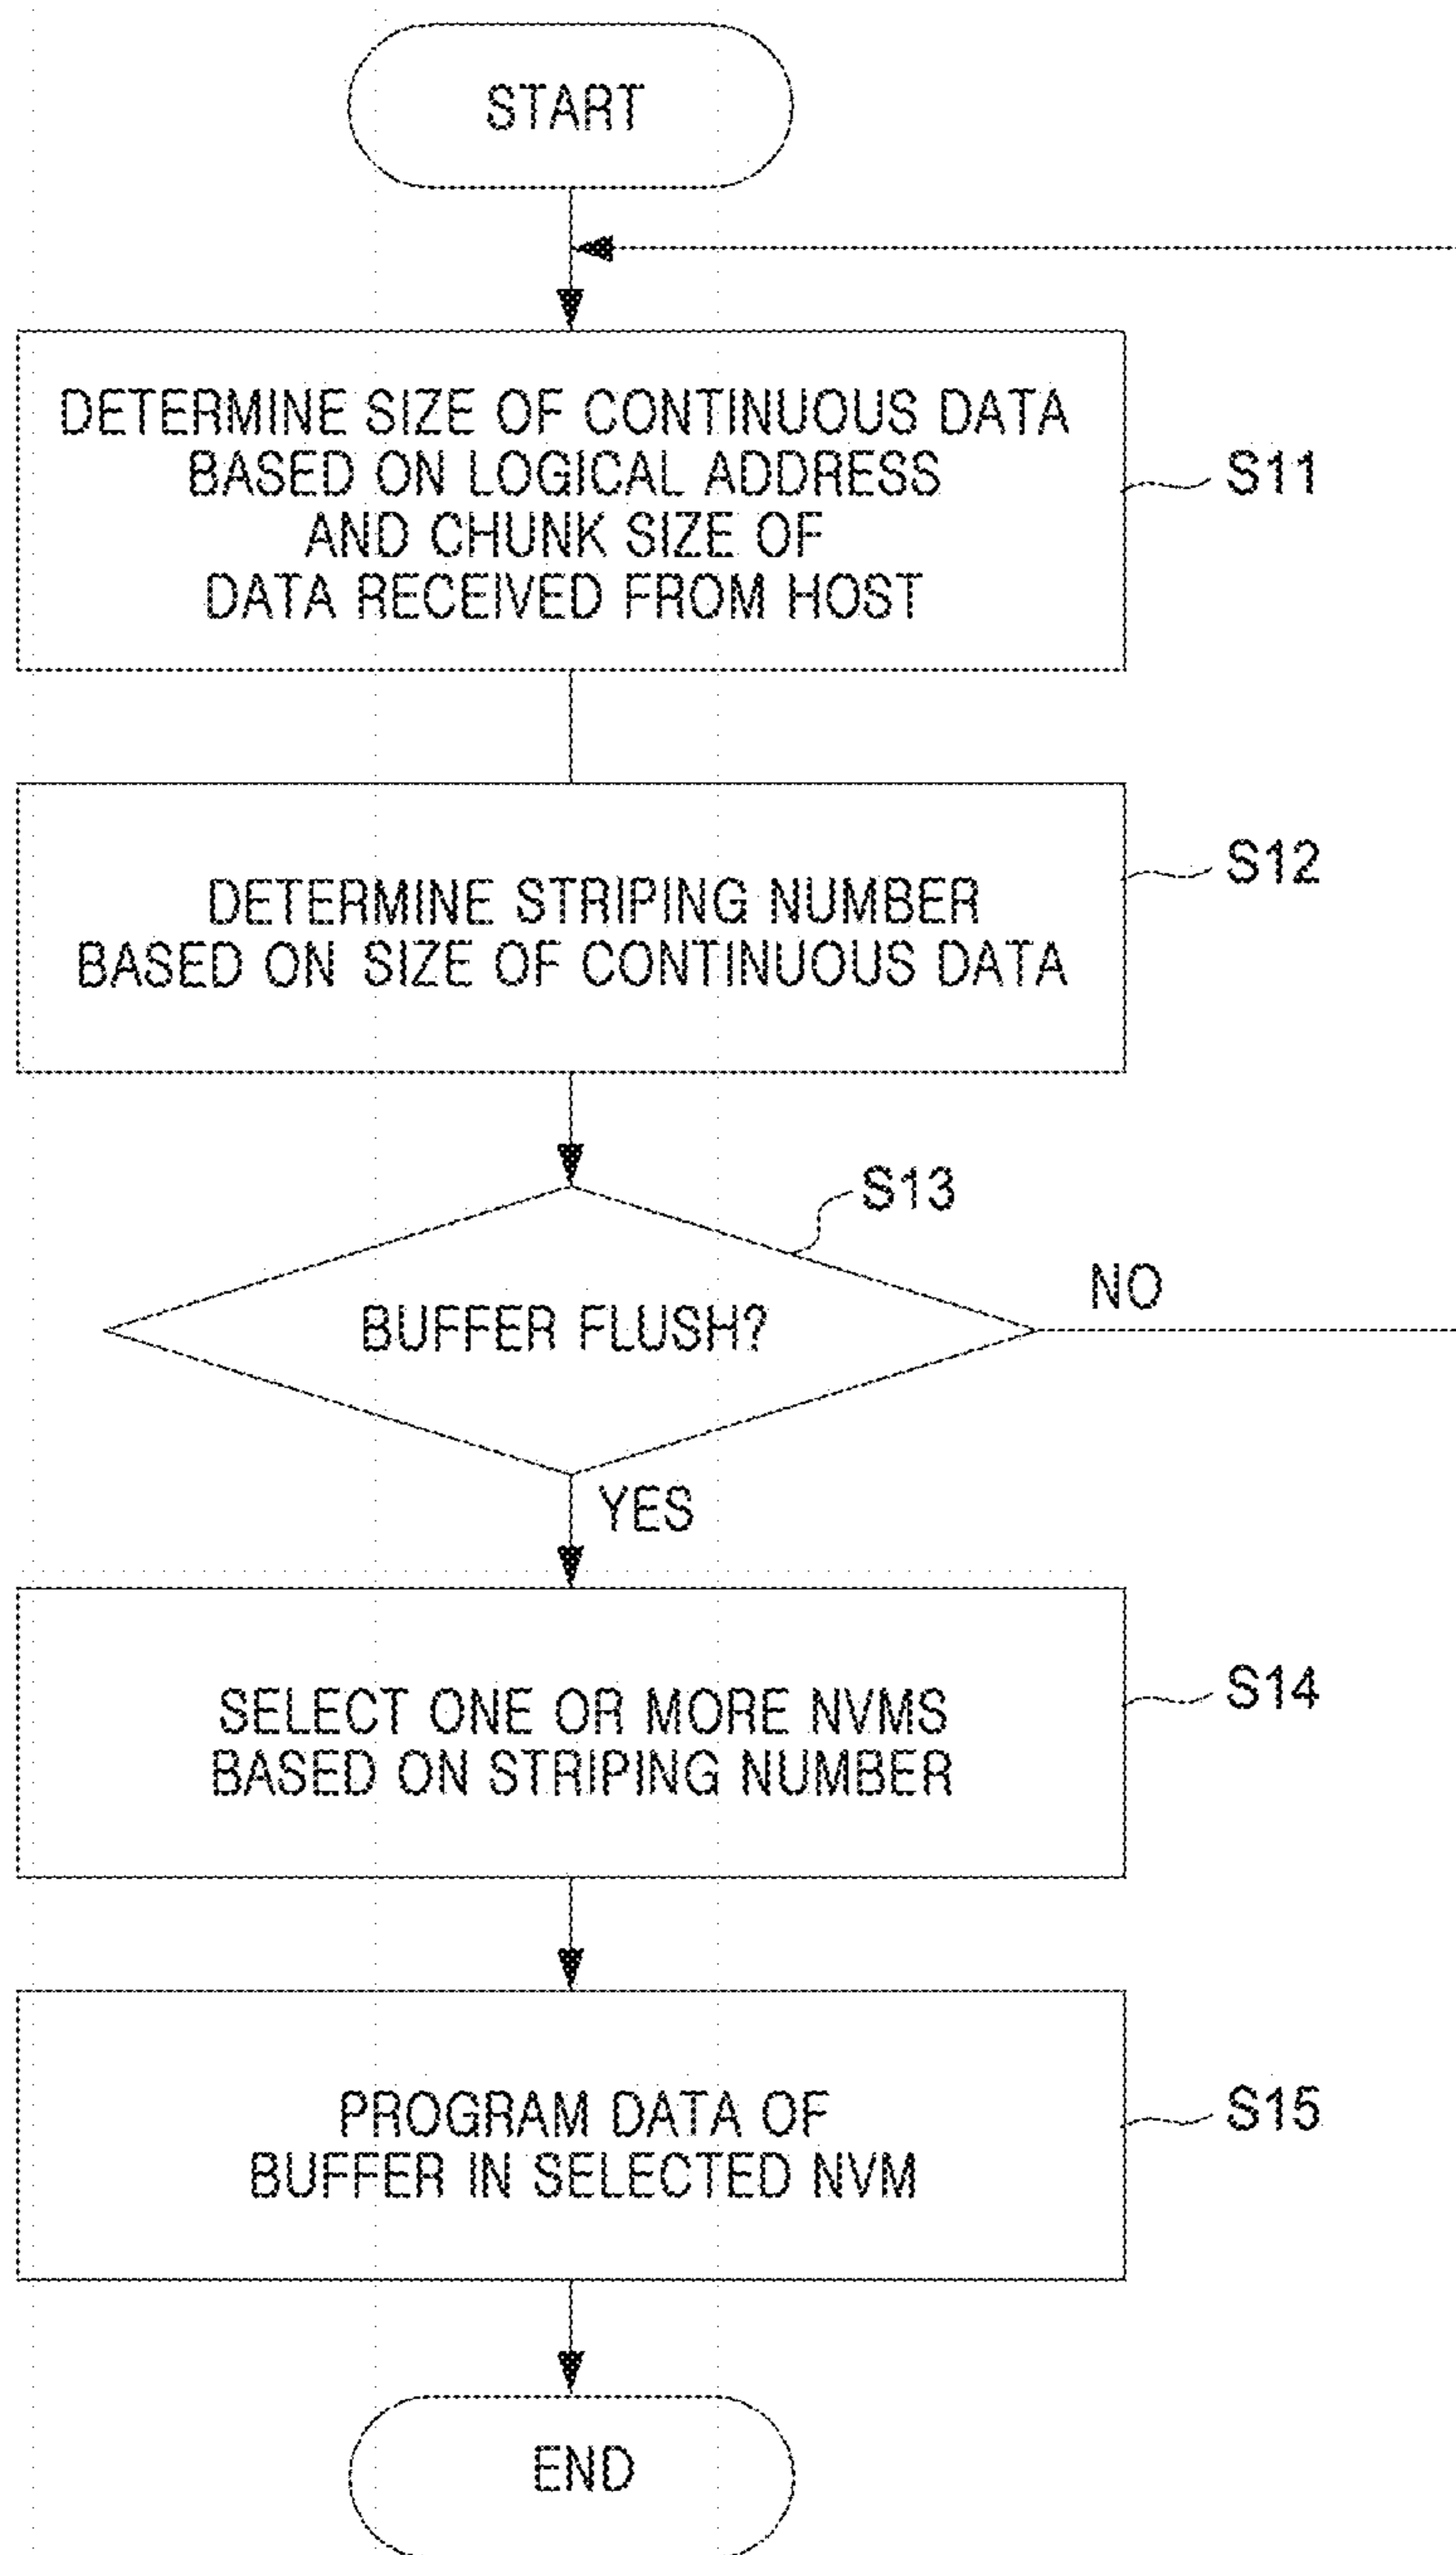 START
DETERMINE SIZE OF CONTINUOUS DATA
BASED ON LOGICAL ADDRESS
AND CHUNK SIZE OF
DATA RECEIVED FROM HOST
S11
DETERMINE STRIPING NUMBER
BASED ON SIZE OF CONTINUOUS DATA
S12
S13
BUFFER FLUSH?
NO
YES
SELECT ONE OR MORE NVMS
BASED ON STRIPING NUMBER
S14
PROGRAM DATA OF
BUFFER IN SELECTED NVM
S15
END